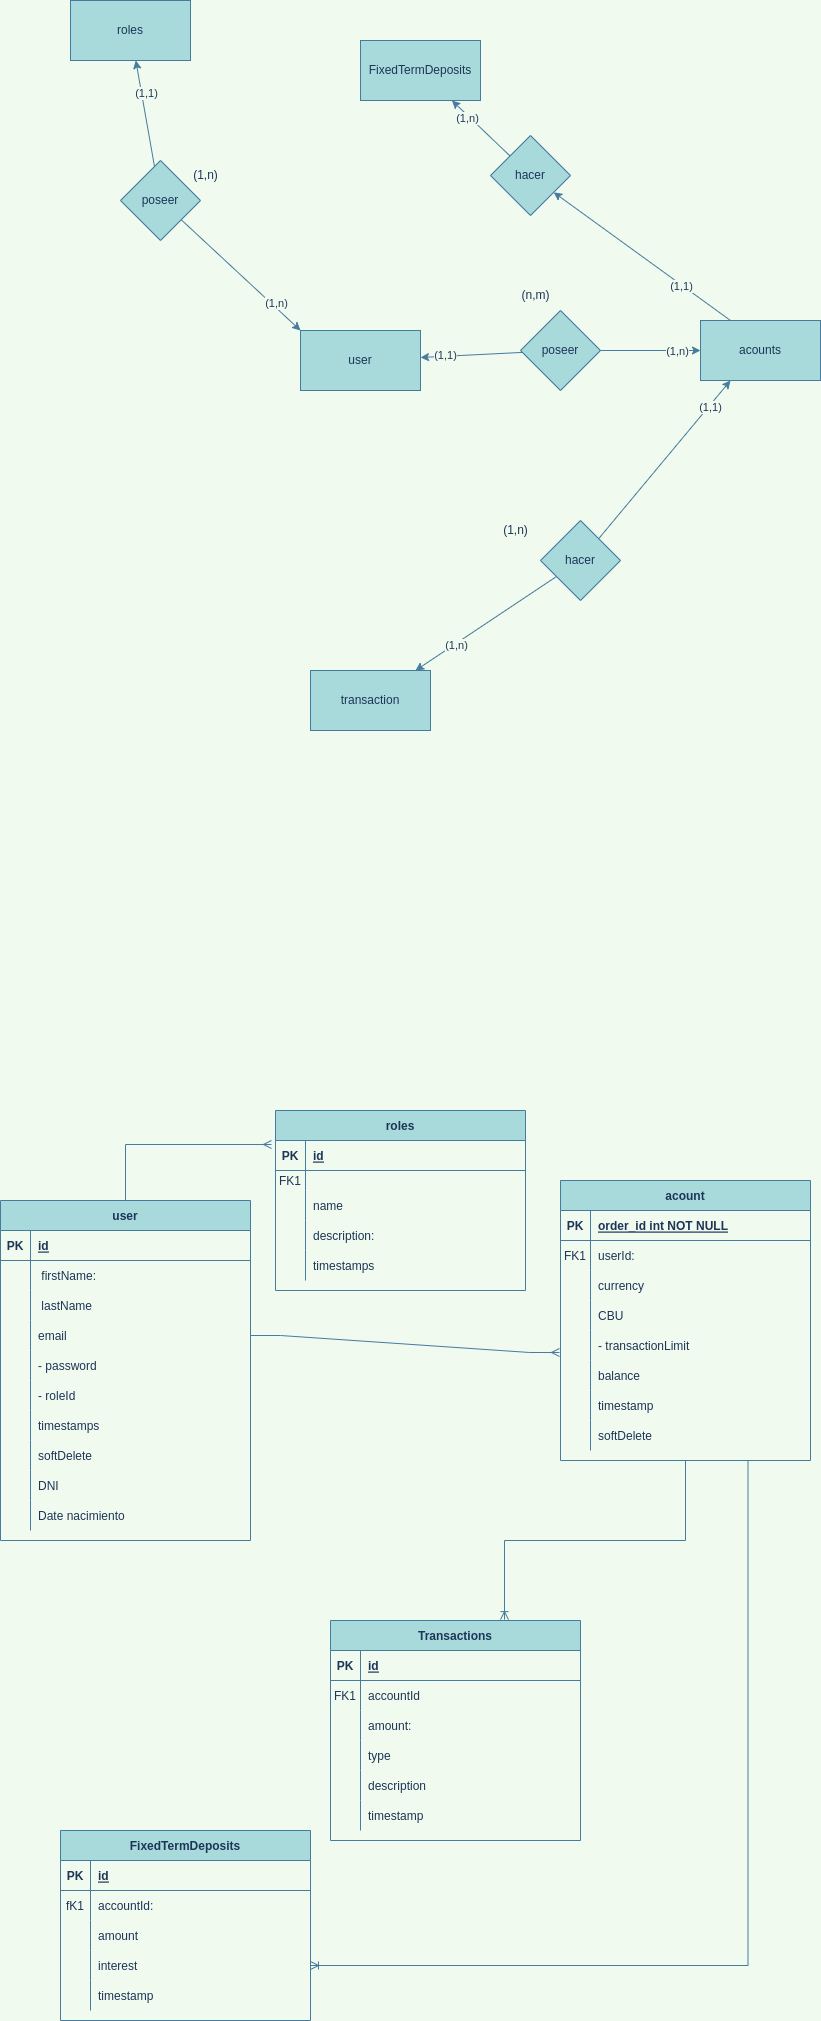 roles
FixedTermDeposits
(1,1)
(1,n)
hacer
(1,n)
poseer
(1,1)
(n,m)
(1,n)
user
(1,1)
poseer
(1,n)
acounts
(1,1)
(1,n)
hacer
(1,n)
transaction
roles
PK id
FK1
name
description:
timestamps
user
PK id
firstName:
lastName
email
- password
- roleId
timestamps
softDelete
DNI
Date nacimiento
acount
PK order_id int NOT NULL
FK1 userId:
currency
CBU
- transactionLimit
balance
timestamp
softDelete
Transactions
PK id
FK1 accountId
amount:
type
description
timestamp
FixedTermDeposits
PK id
fK1 accountId:
amount
interest
timestamp